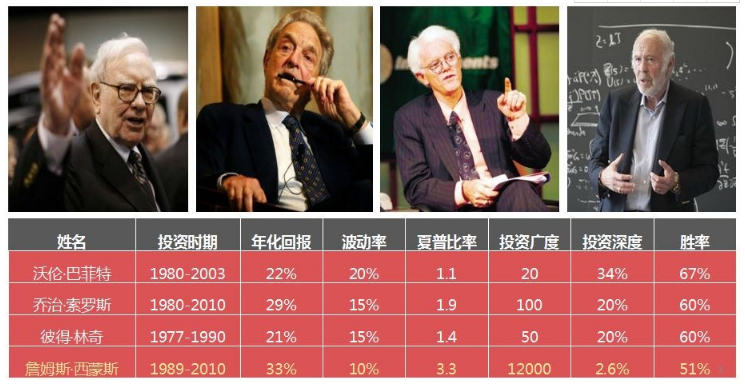 姓名 投资时期 年化回报 波动率 夏普比率 投资广度 投资深度 胜率
沃伦·巴菲特 1980-2003 22% 20% 1.1 20 34% 67%
乔治·索罗斯 1980-2010 29% 15% 1.9 100 20% 60%
彼得·林奇 1977-1990 21% 15% 1.4 50 20% 60%
詹姆斯·西蒙斯 1989-2010 33% 10% 3.3 12000 2.6% 51%